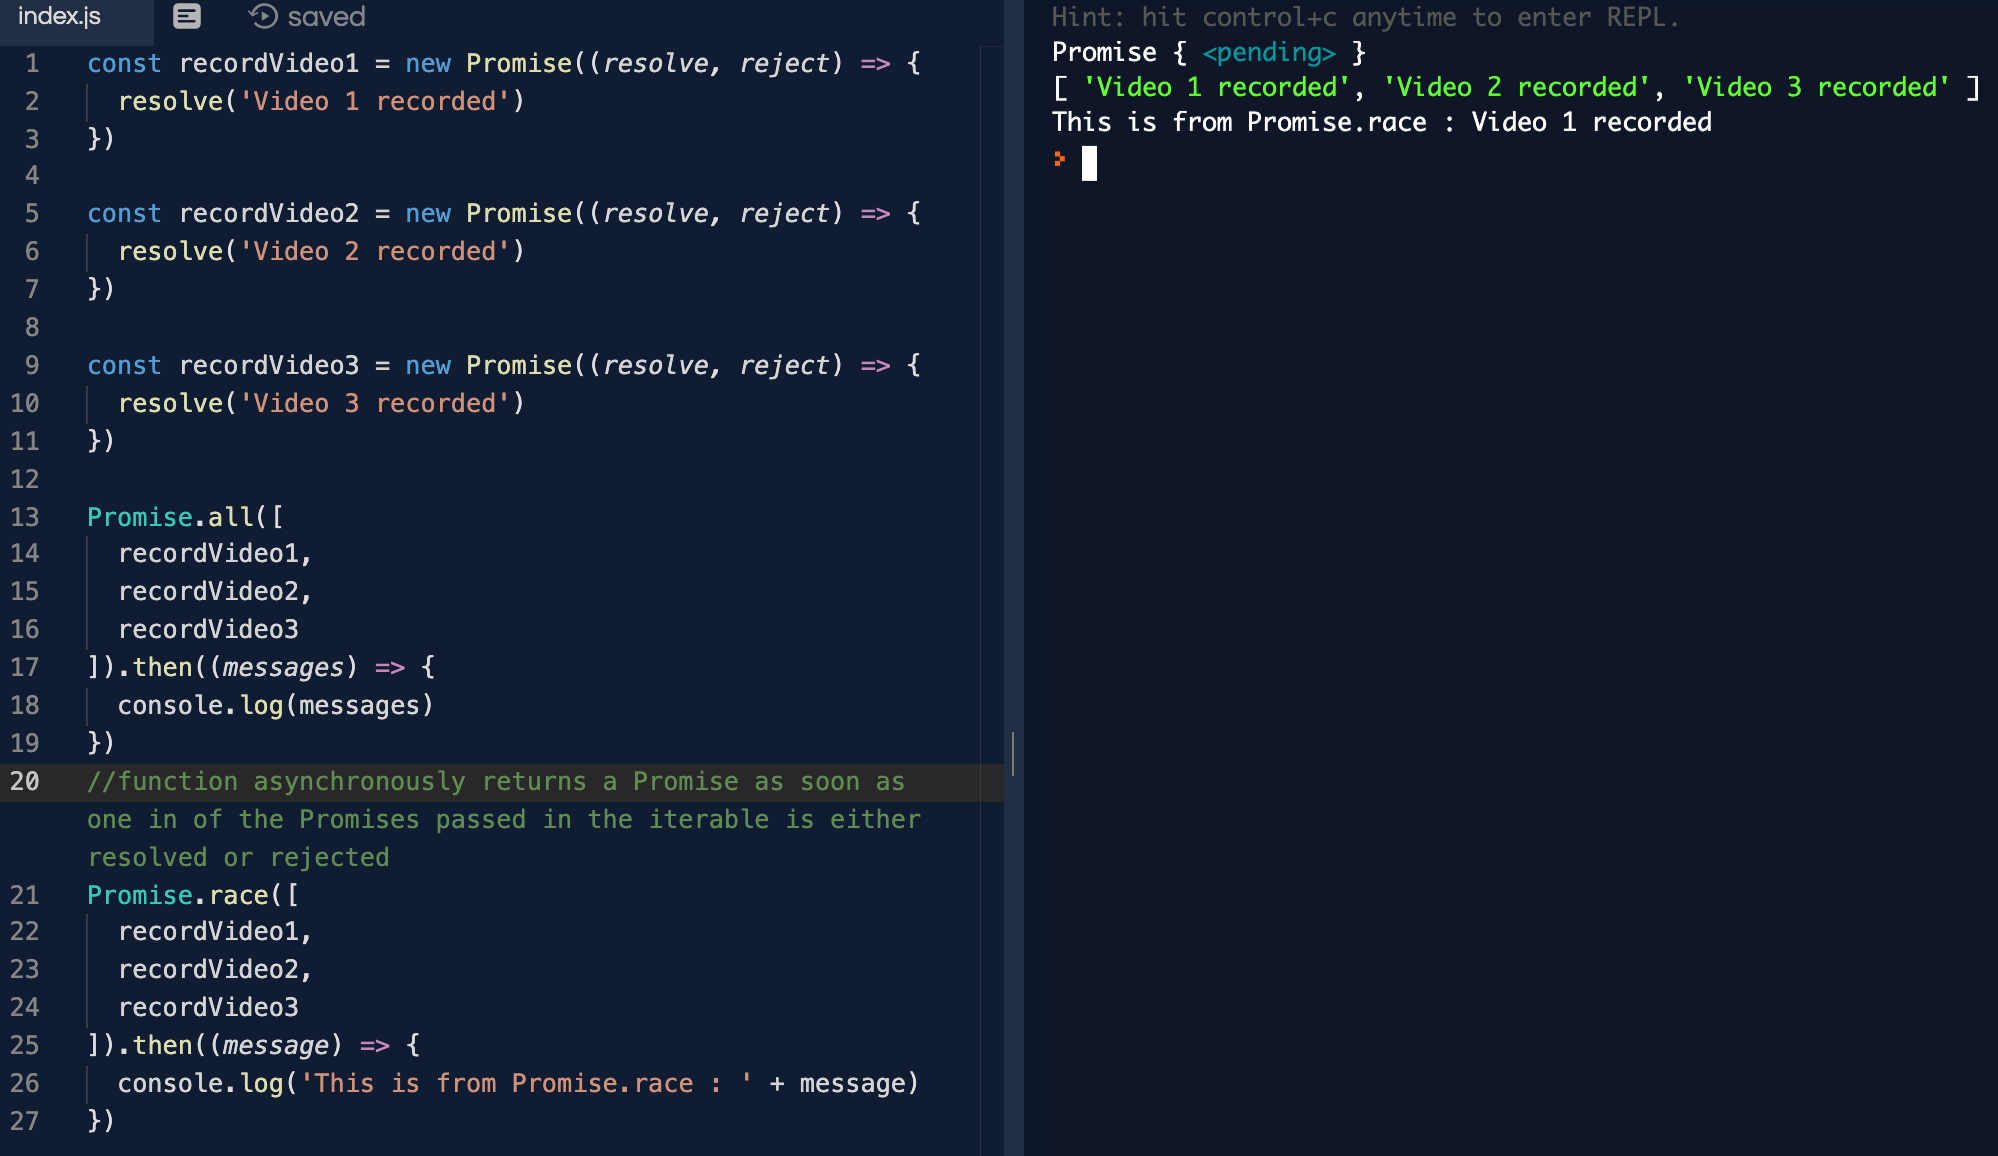 index.js
saved
1 const recordVideo1 = new Promise((resolve, reject) => {
2 resolve('Video 1 recorded')
3 })
4
5 const recordVideo2 = new Promise((resolve, reject) => {
6 resolve('Video 2 recorded')
7 })
8
9 const recordVideo3 = new Promise((resolve, reject) => {
10 resolve('Video 3 recorded')
11 })
12
13 Promise.all([
14 recordVideo1,
15 recordVideo2,
16 recordVideo3
17 ]).then((messages) => {
18 console.log(messages)
19 })
20 //function asynchronously returns a Promise as soon as
one in of the Promises passed in the iterable is either
resolved or rejected
21 Promise.race([
22 recordVideo1,
23 recordVideo2,
24 recordVideo3
25 ]).then((message) => {
26 console.log('This is from Promise.race : ' + message)
27 })
Hint: hit control+c anytime to enter REPL.
Promise { <pending> }
[ 'Video 1 recorded', 'Video 2 recorded', 'Video 3 recorded' ]
This is from Promise.race : Video 1 recorded